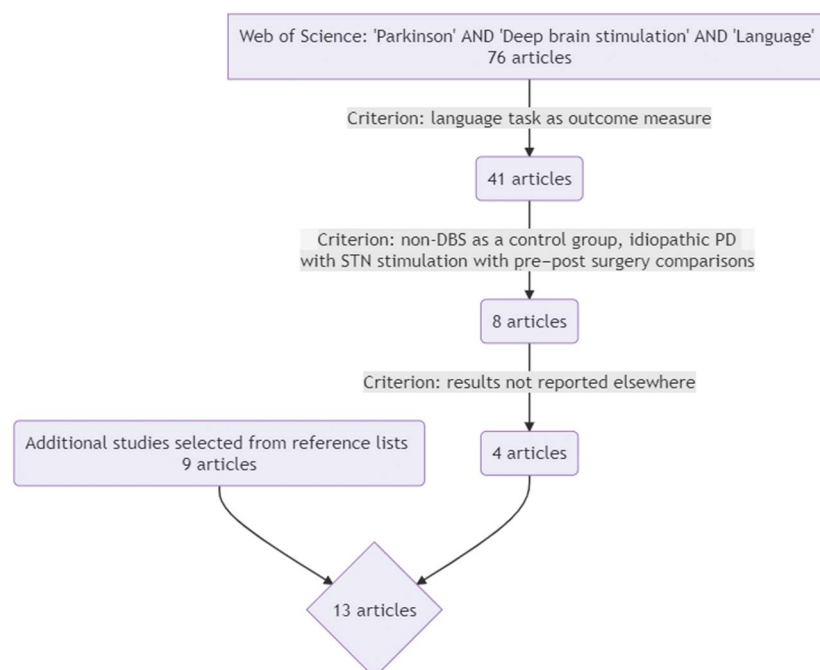 Web of Science: 'Parkinson' AND 'Deep brain stimulation' AND 'Language'
76 articles
Criterion: language task as outcome measure
41 articles
Criterion: non-DBS as a control group, idiopathic PD
with STN stimulation with pre−post surgery comparisons
8 articles
Criterion: results not reported elsewhere
Additional studies selected from reference lists
9 articles
4 articles
13 articles